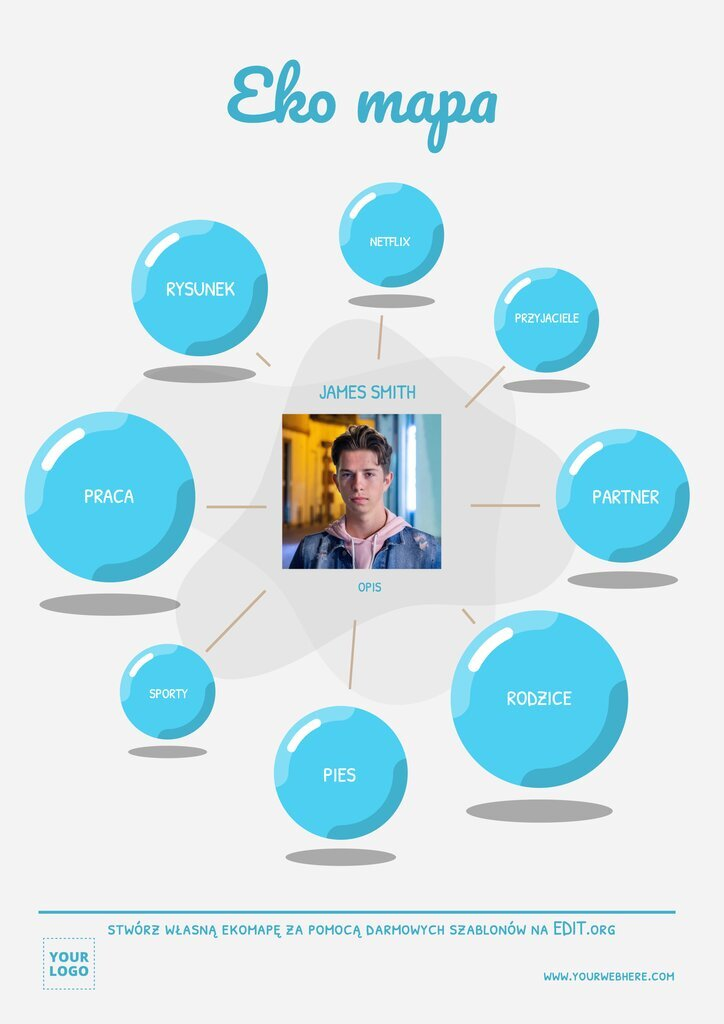 Eko mapa
NETFLIX
RYSUNEK
PRZYJACIELE
JAMES SMITH
PRACA
PARTNER
OPIS
SPORTY
RODZICE
PIES
STWÓRZ WŁASNĄ EKOMAPĘ ZA POMOCĄ DARMOWYCH SZABLONÓW NA EDIT.ORG
YOUR
LOGO
WWW.YOURWEBHERE.COM